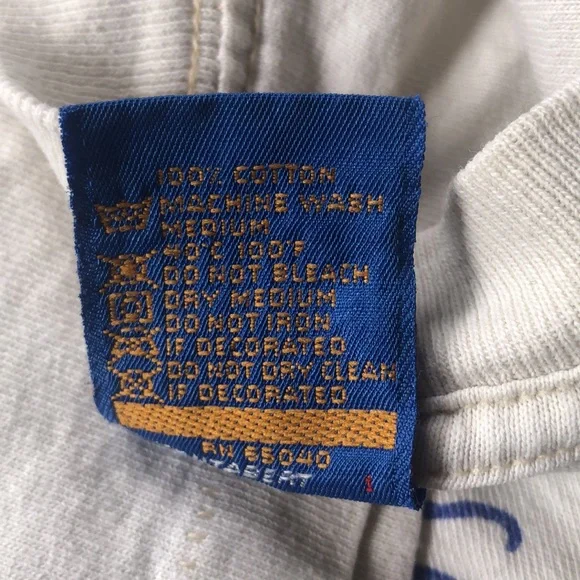 100% COTTON
MACHINE WASH
MEDIUM
40°C 100°F
DO NOT BLEACH
DRY MEDIUM
DO NOT IRON
IF DECORATED
DO NOT DRY CLEAN
IF DECORATED
RN 55040